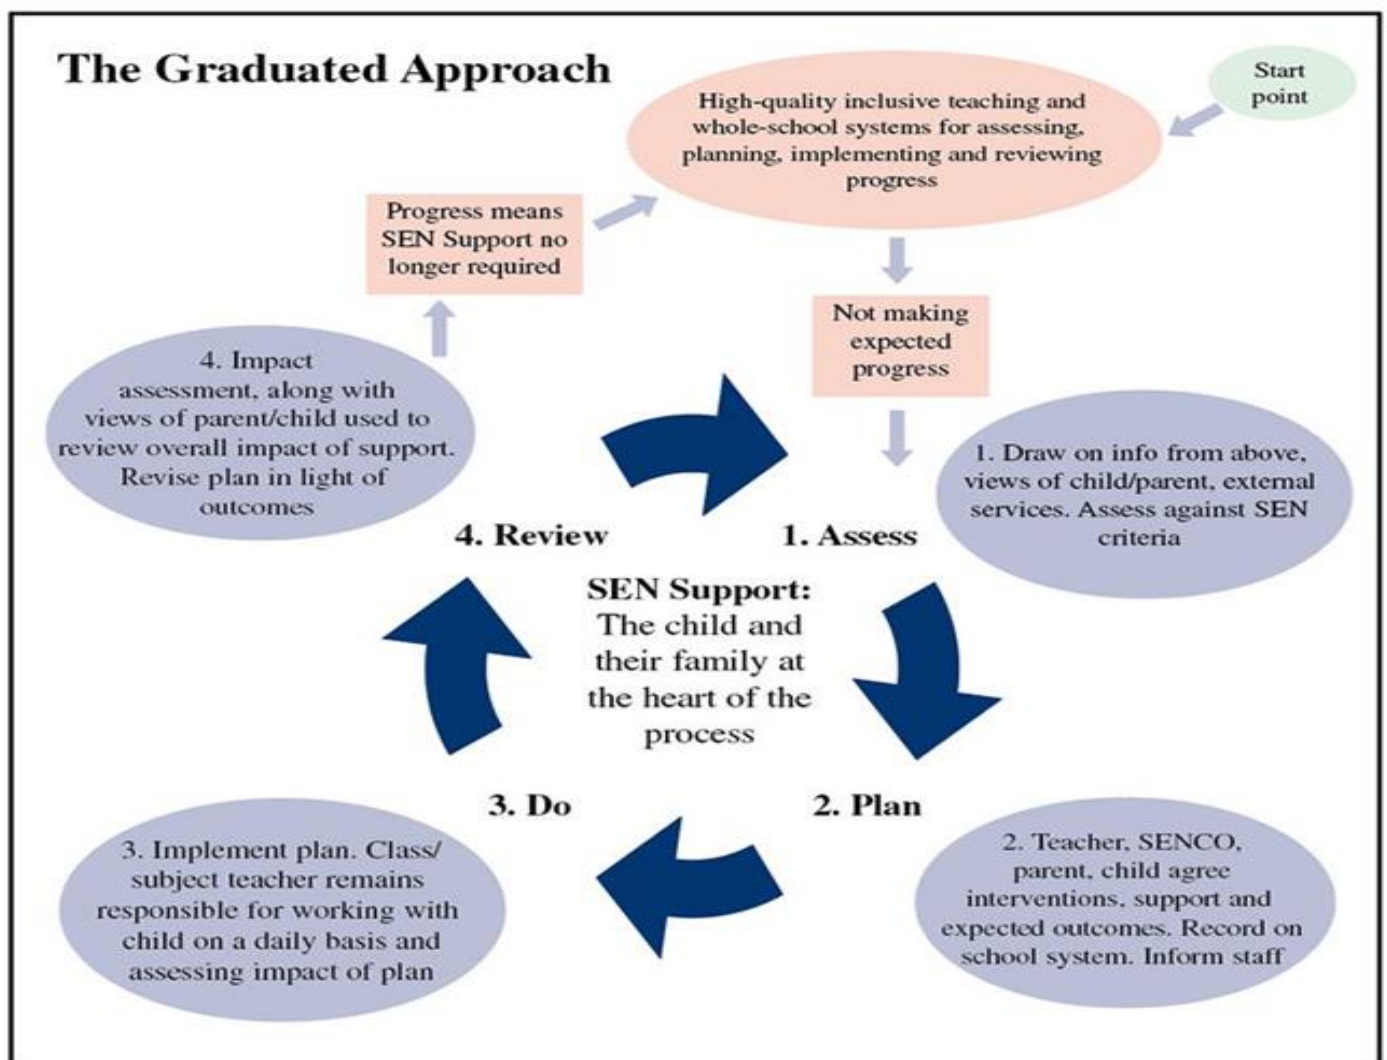 The Graduated Approach
Start
point
High-quality inclusive teaching and
whole-school systems for assessing,
planning, implementing and reviewing
progress
Progress means
SEN Support no
longer required
Not making
expected
progress
4. Impact
assessment, along with
views of parent/child used to
review overall impact of support.
Revise plan in light of
outcomes
1. Draw on info from above,
views of child/parent, external
services. Assess against SEN
criteria
4. Review
1. Assess
SEN Support:
The child and
their family at
the heart of the
process
3. Do
2. Plan
3. Implement plan. Class/
subject teacher remains
responsible for working with
child on a daily basis and
assessing impact of plan
2. Teacher, SENCO,
parent, child agree
interventions, support and
expected outcomes. Record on
school system. Inform staff